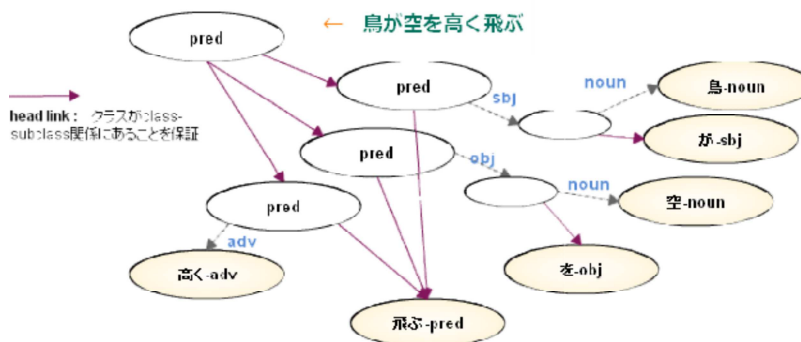 ← 鳥が空を高く飛ぶ
pred
pred
sbj
noun
鳥-noun
が-sbj
head link： クラスがclass-
subclass関係にあることを保証
pred
obj
noun
空-noun
pred
adv
高く-adv
を-obj
飛ぶ-pred